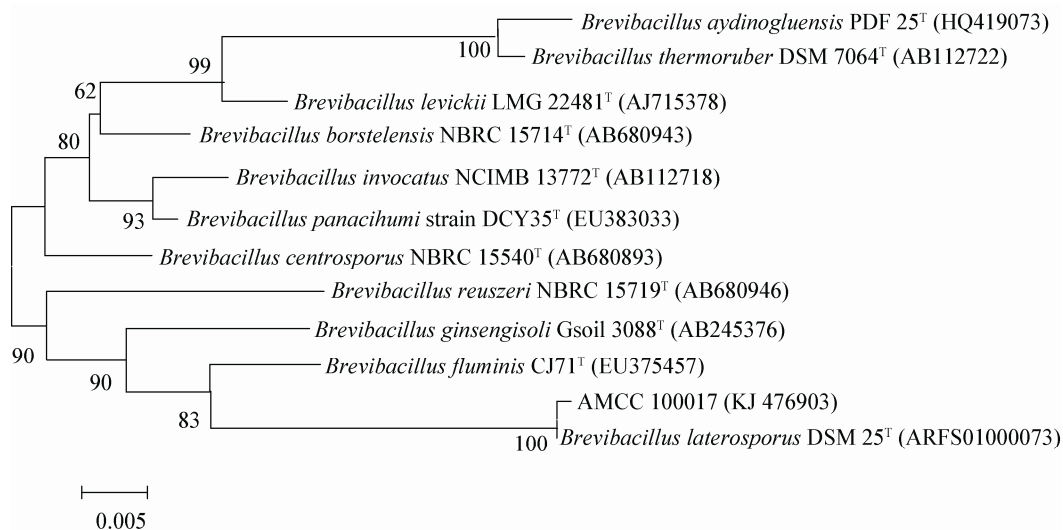 Brevibacillus aydinogluensis PDF 25ᵀ (HQ419073)
100
Brevibacillus thermoruber DSM 7064ᵀ (AB112722)
99
62
Brevibacillus levickii LMG 22481ᵀ (AJ715378)
Brevibacillus borstelensis NBRC 15714ᵀ (AB680943)
80
Brevibacillus invocatus NCIMB 13772ᵀ (AB112718)
93
Brevibacillus panacihumi strain DCY35ᵀ (EU383033)
Brevibacillus centrosporus NBRC 15540ᵀ (AB680893)
Brevibacillus reuszeri NBRC 15719ᵀ (AB680946)
Brevibacillus ginsengisoli Gsoil 3088ᵀ (AB245376)
90
Brevibacillus fluminis CJ71ᵀ (EU375457)
90
AMCC 100017 (KJ 476903)
83
100
Brevibacillus laterosporus DSM 25ᵀ (ARFS01000073)
0.005